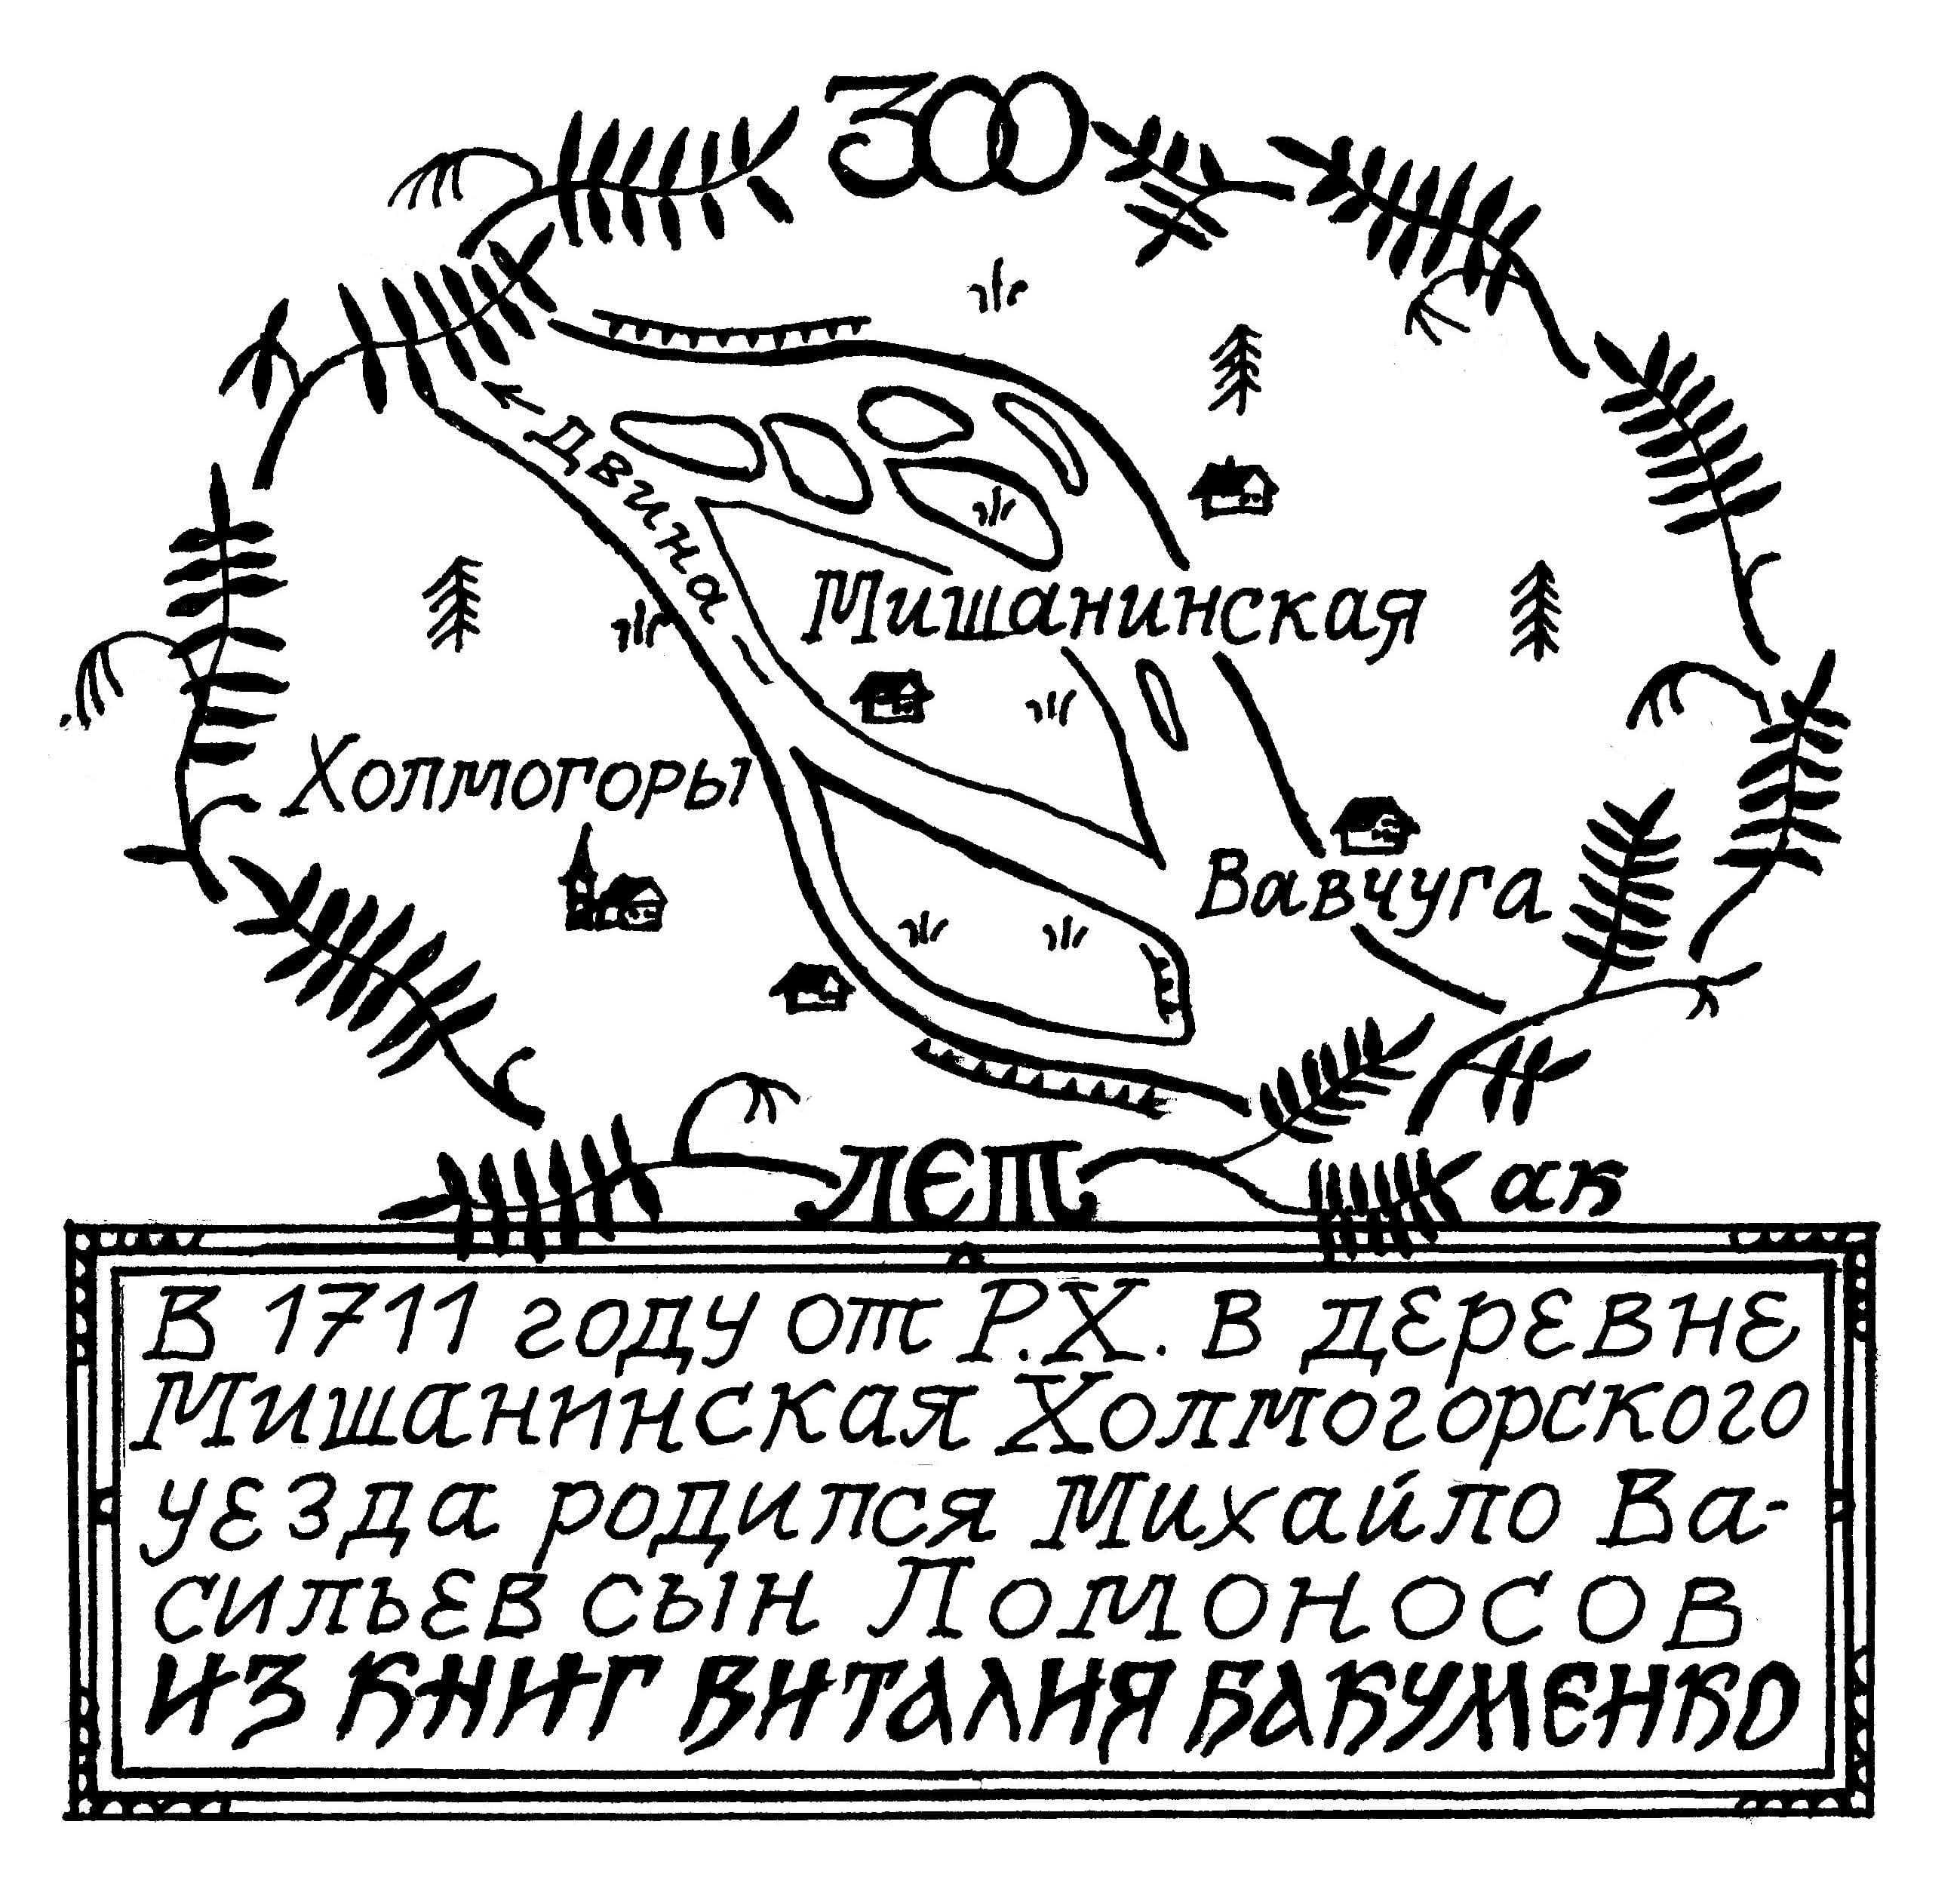 300
Двина
Мишанинская
Холмогоры
Вавчуга
лет
ак
В 1711 году от Р.Х. в деревне
Мишанинская Холмогорского
уезда родился Михайло Ва-
сильев сын Ломоносов
ИЗ КНИГ ВИТАЛИЯ БАКУМЕНКО